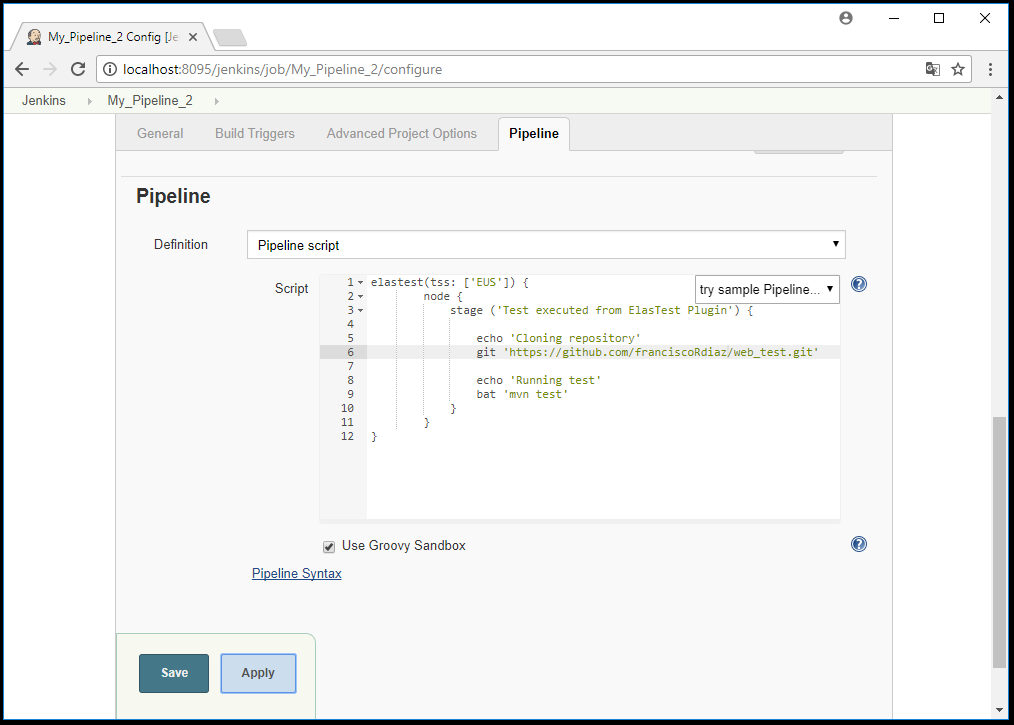 My_Pipeline_2 Config [Je
localhost:8095/jenkins/job/My_Pipeline_2/configure
Jenkins My_Pipeline_2
General Build Triggers Advanced Project Options Pipeline
Pipeline
Definition Pipeline script
Script try sample Pipeline...
1 elastest(tss: ['EUS']) {
2 node {
3 stage ('Test executed from ElasTest Plugin') {
4
5 echo 'Cloning repository'
6 git 'https://github.com/franciscoRdiaz/web_test.git'
7
8 echo 'Running test'
9 bat 'mvn test'
10 }
11 }
12 }
Use Groovy Sandbox
Pipeline Syntax
Save Apply